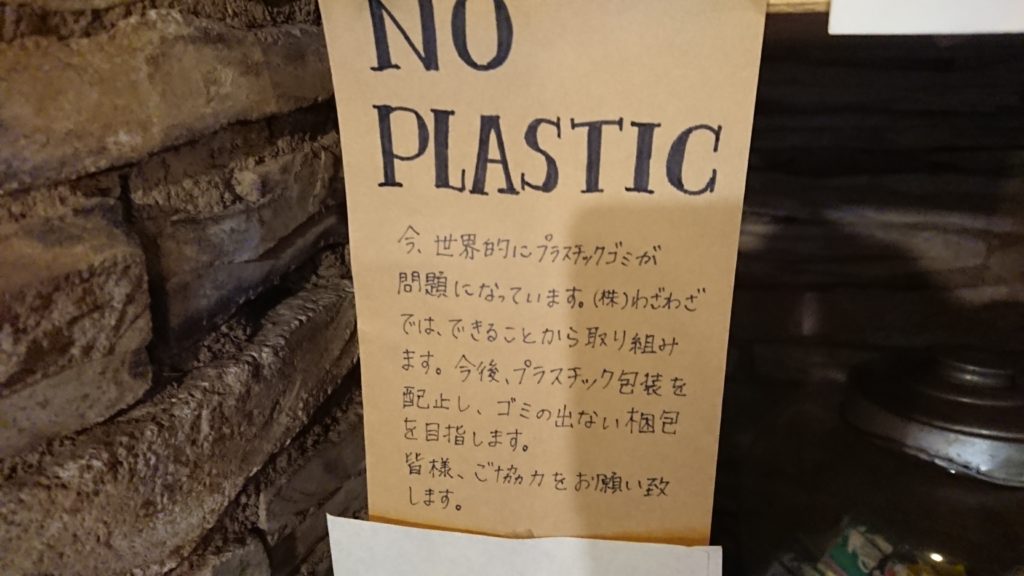 NO
PLASTIC
今、世界的にプラスチックゴミが
問題になっています。(株)わざわざ
では、できることから取り組み
ます。今後、プラスチック包装を
配止し、ゴミの出ない梱包
を目指します。
皆様、ご協力をお願い致
します。